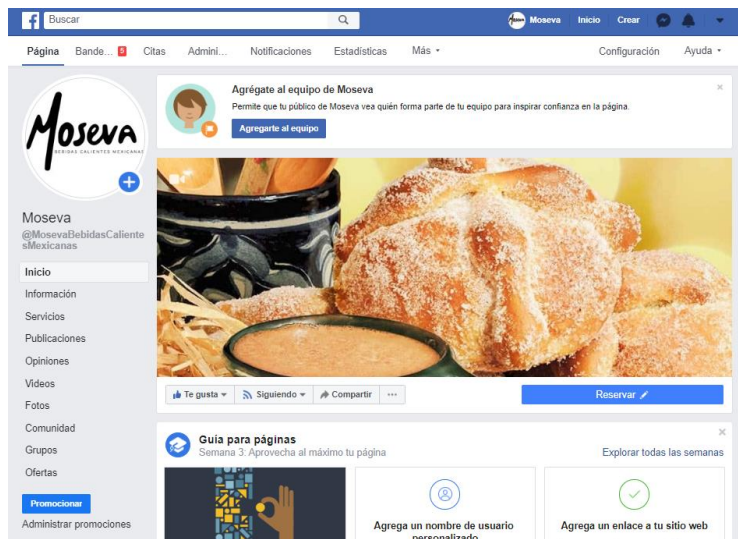 Buscar
Moseva Inicio Crear
Página Bande... 5 Citas Admini... Notificaciones Estadísticas Más Configuración Ayuda
Agrégate al equipo de Moseva
Permite que tu público de Moseva vea quién forma parte de tu equipo para inspirar confianza en la página.
Agregarte al equipo
Moseva
BEBIDAS CALIENTES MEXICANAS
Moseva
@MosevaBebidasCaliente
sMexicanas
Inicio
Información
Servicios
Publicaciones
Opiniones
Videos
Fotos
Comunidad
Grupos
Ofertas
Promocionar
Administrar promociones
Te gusta Siguiendo Compartir ... Reservar
Guía para páginas
Semana 3: Aprovecha al máximo tu página
Explorar todas las semanas
Agrega un nombre de usuario
personalizado
Agrega un enlace a tu sitio web